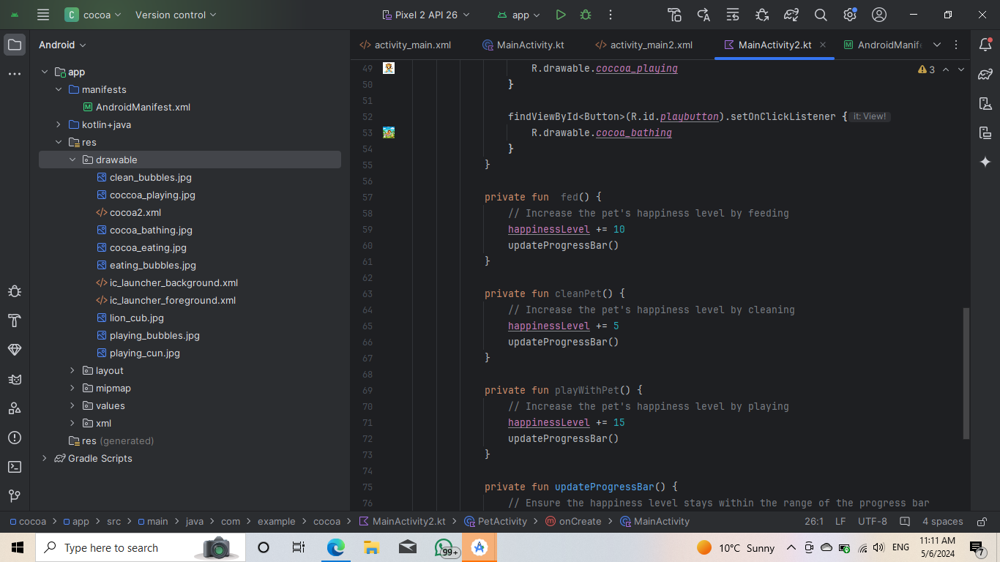 C cocoa Version control Pixel 2 API 26 app
Android
activity_main.xml MainActivity.kt activity_main2.xml MainActivity2.kt AndroidManif
app
manifests
AndroidManifest.xml
kotlin+java
res
drawable
clean_bubbles.jpg
coccoa_playing.jpg
cocoa2.xml
cocoa_bathing.jpg
cocoa_eating.jpg
eating_bubbles.jpg
ic_launcher_background.xml
ic_launcher_foreground.xml
lion_cub.jpg
playing_bubbles.jpg
playing_cun.jpg
layout
mipmap
values
xml
res (generated)
Gradle Scripts
3
49 R.drawable.coccoa_playing
50 }
51
52 findViewById<Button>(R.id.playbutton).setOnClickListener { it: View!
53 R.drawable.cocoa_bathing
54 }
55 }
56
57 private fun fed() {
58 // Increase the pet's happiness level by feeding
59 happinessLevel += 10
60 updateProgressBar()
61 }
62
63 private fun cleanPet() {
64 // Increase the pet's happiness level by cleaning
65 happinessLevel += 5
66 updateProgressBar()
67 }
68
69 private fun playWithPet() {
70 // Increase the pet's happiness level by playing
71 happinessLevel += 15
72 updateProgressBar()
73 }
74
75 private fun updateProgressBar() {
76 // Ensure the happiness level stays within the range of the progress bar
cocoa > app > src > main > java > com > example > cocoa > MainActivity2.kt > PetActivity > onCreate > MainActivity 26:1 LF UTF-8 4 spaces
Type here to search 99+ 10°C Sunny ENG 11:11 AM
5/6/2024 7